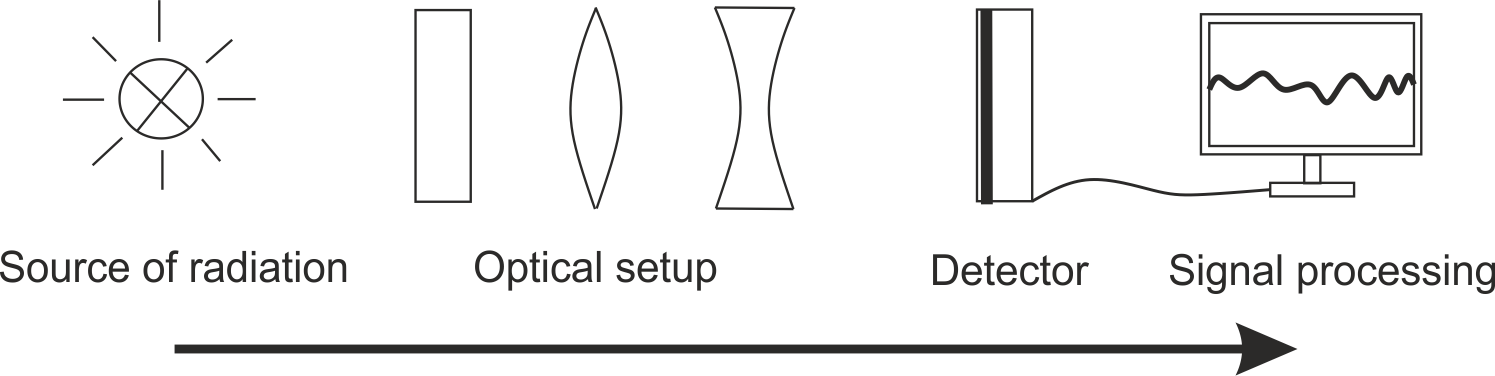 Source of radiation Optical setup Detector Signal processing